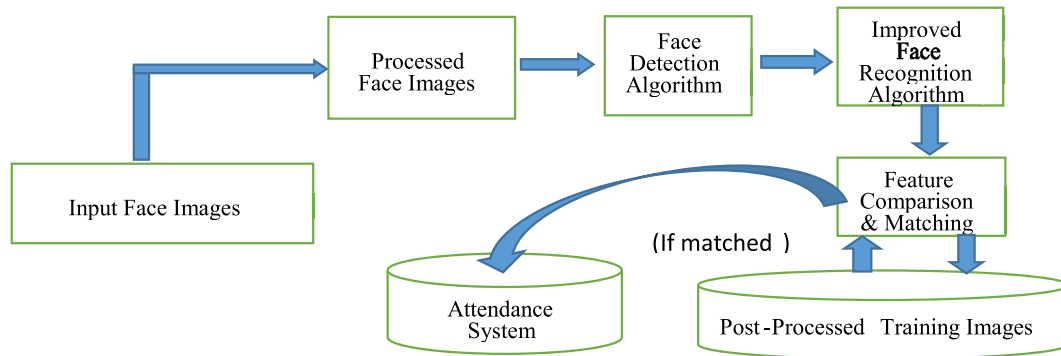 Input Face Images
Processed
Face Images
Face
Detection
Algorithm
Improved
Face
Recognition
Algorithm
Feature
Comparison
& Matching
(If matched )
Attendance
System
Post-Processed Training Images